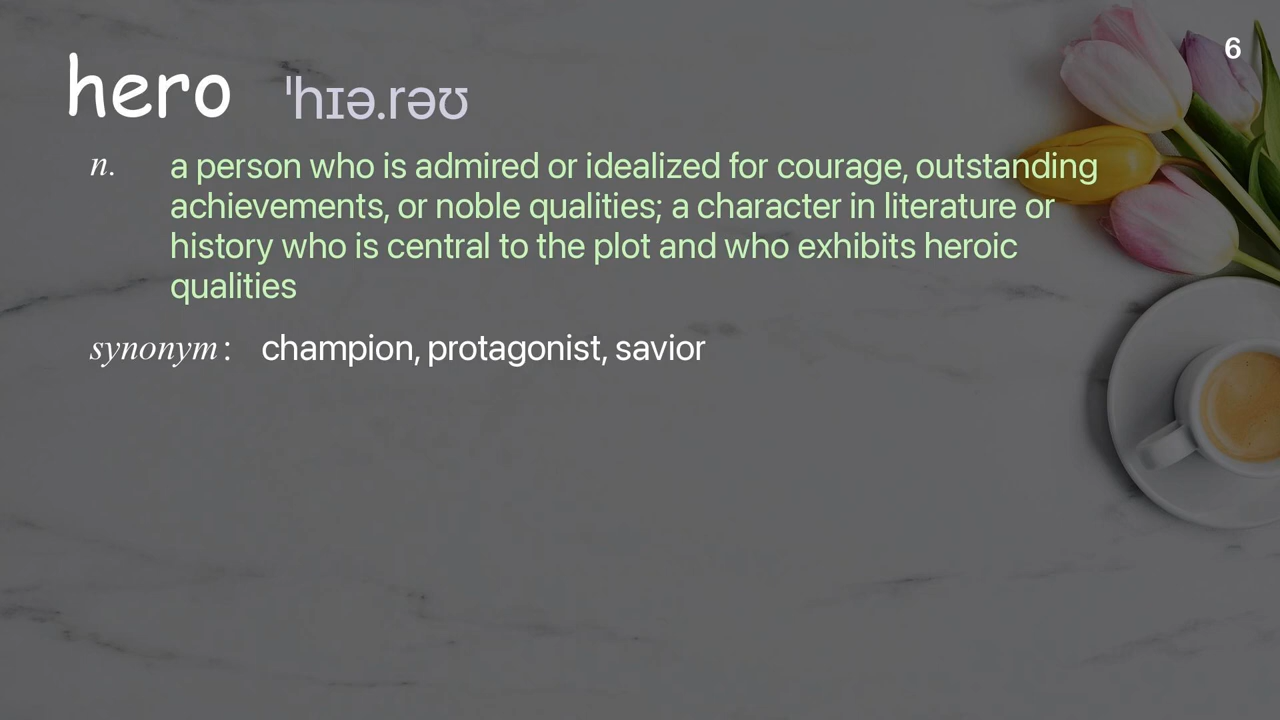 6
hero ˈhɪə.rəʊ
n. a person who is admired or idealized for courage, outstanding
achievements, or noble qualities; a character in literature or
history who is central to the plot and who exhibits heroic
qualities
synonym: champion, protagonist, savior